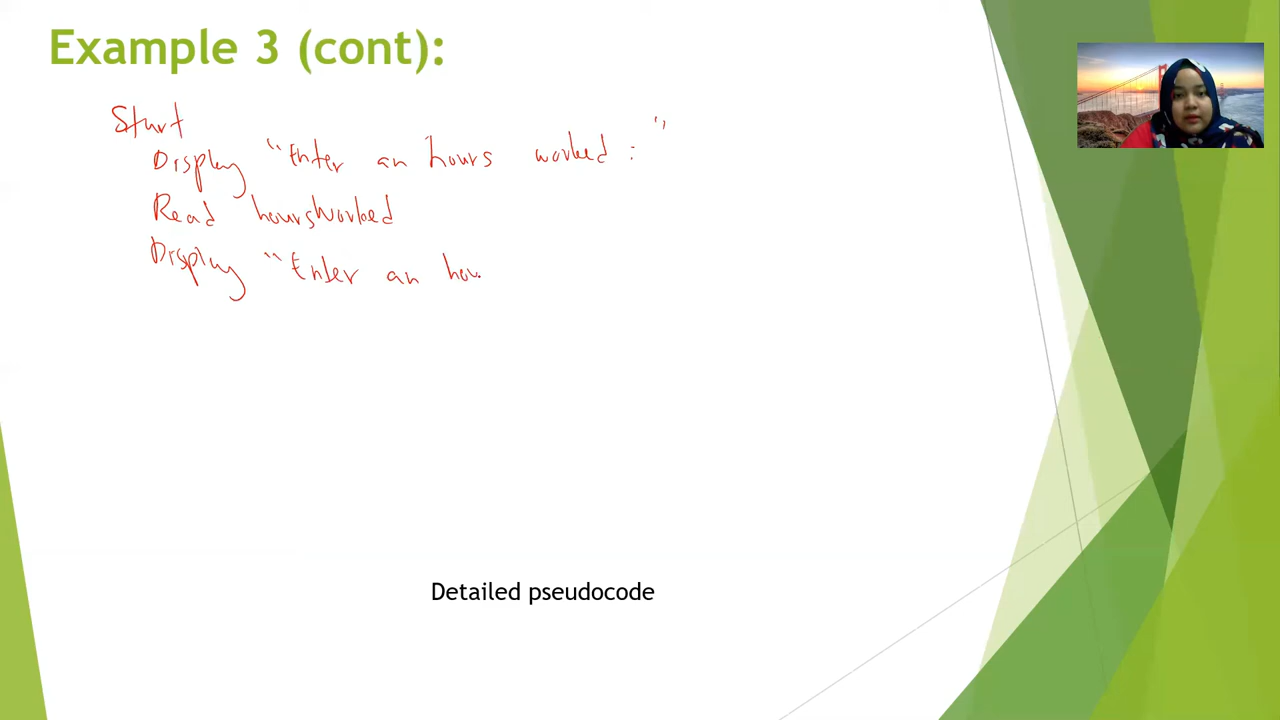 Example 3 (cont):
Start
Display "Enter an hours worked : "
Read hoursWorked
Display "Enter an hou
Detailed pseudocode